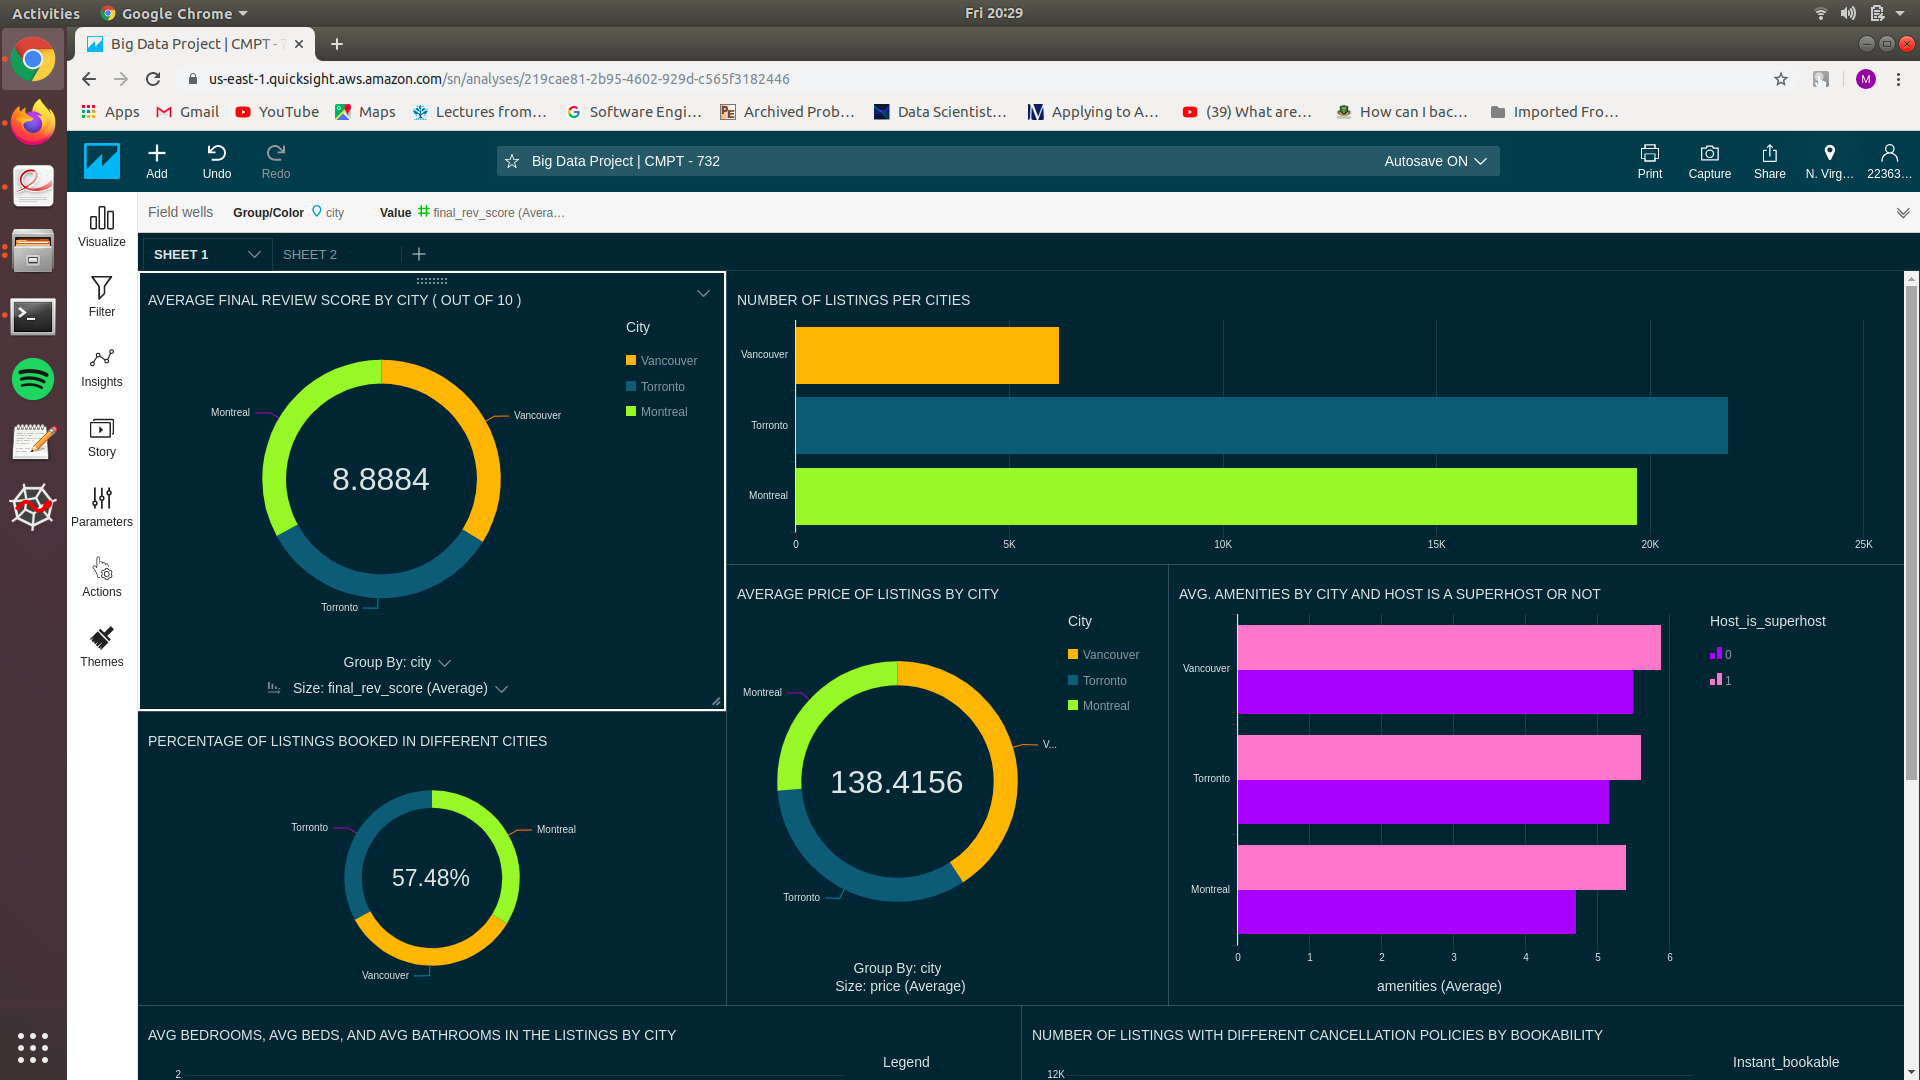 Activities Google Chrome Fri 20:29
Big Data Project | CMPT - 7
us-east-1.quicksight.aws.amazon.com/sn/analyses/219cae81-2b95-4602-929d-c565f3182446 M
Apps Gmail YouTube Maps Lectures from... Software Engi... Archived Prob... Data Scientist... Applying to A... (39) What are... How can I bac... Imported Fro...
Add Undo Redo Big Data Project | CMPT - 732 Autosave ON Print Capture Share N. Virg... 22363...
Field wells Group/Color city Value final_rev_score (Avera...
Visualize
Filter
Insights
Story
Parameters
Actions
Themes
SHEET 1 SHEET 2
AVERAGE FINAL REVIEW SCORE BY CITY ( OUT OF 10 )
City
Vancouver
Torronto
Montreal
Montreal
Vancouver
8.8884
Torronto
Group By: city
Size: final_rev_score (Average)
NUMBER OF LISTINGS PER CITIES
Vancouver
Torronto
Montreal
0 5K 10K 15K 20K 25K
PERCENTAGE OF LISTINGS BOOKED IN DIFFERENT CITIES
Torronto
Montreal
57.48%
Vancouver
AVERAGE PRICE OF LISTINGS BY CITY
City
Vancouver
Torronto
Montreal
Montreal
V...
138.4156
Torronto
Group By: city
Size: price (Average)
AVG. AMENITIES BY CITY AND HOST IS A SUPERHOST OR NOT
Host_is_superhost
0
1
Vancouver
Torronto
Montreal
0 1 2 3 4 5 6
amenities (Average)
AVG BEDROOMS, AVG BEDS, AND AVG BATHROOMS IN THE LISTINGS BY CITY
Legend
2
NUMBER OF LISTINGS WITH DIFFERENT CANCELLATION POLICIES BY BOOKABILITY
Instant_bookable
12K